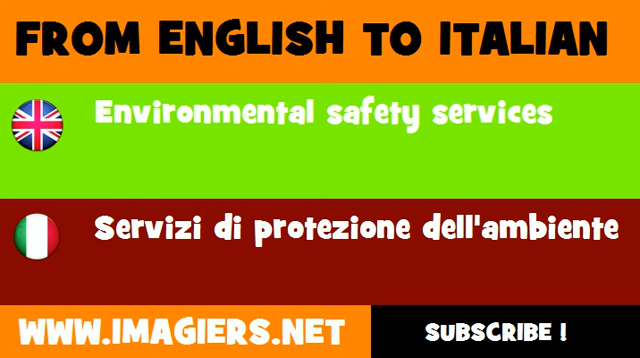 FROM ENGLISH TO ITALIAN
Environmental safety services
Servizi di protezione dell'ambiente
WWW.IMAGIERS.NET
SUBSCRIBE !